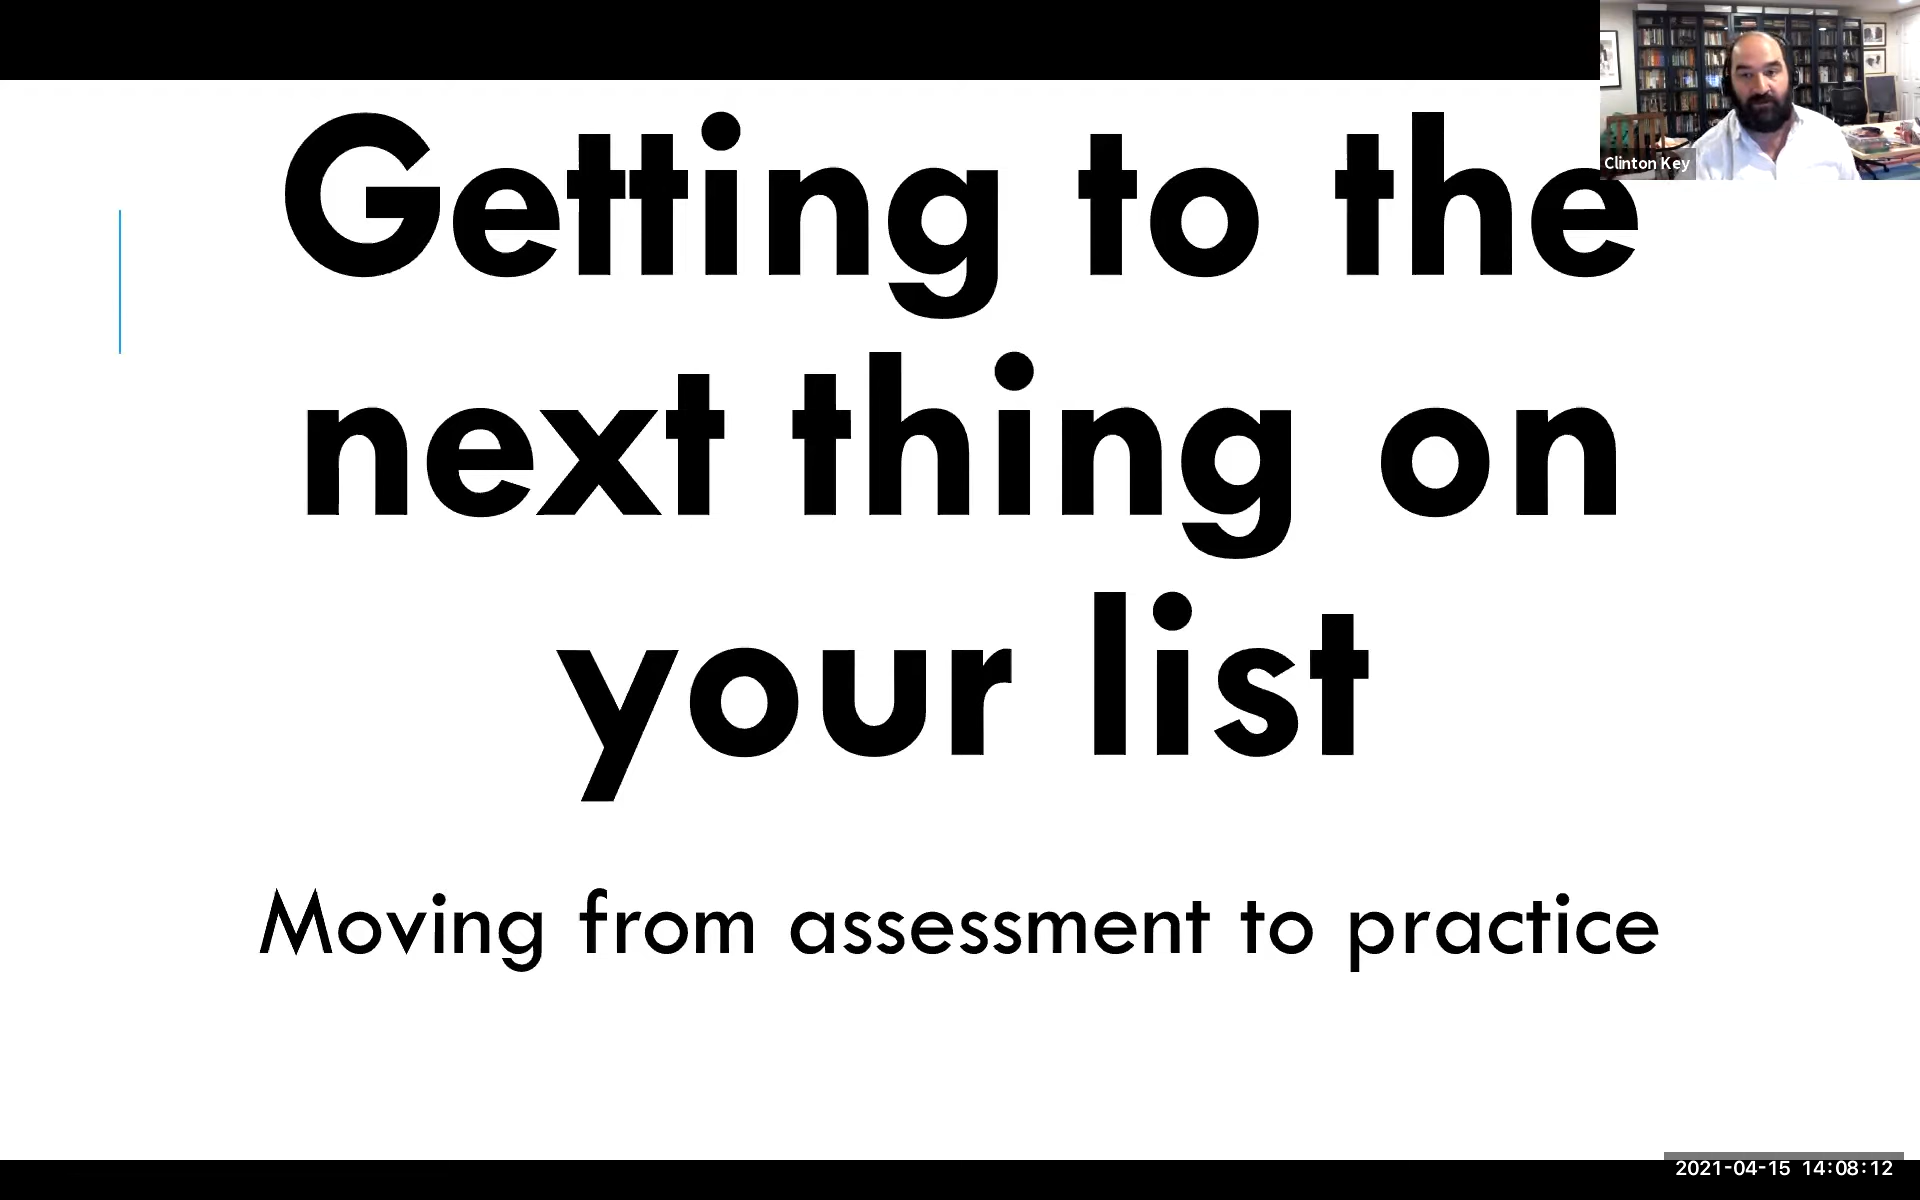 Getting to the
next thing on
your list
Moving from assessment to practice
Clinton Key
2021-04-15 14:08:12